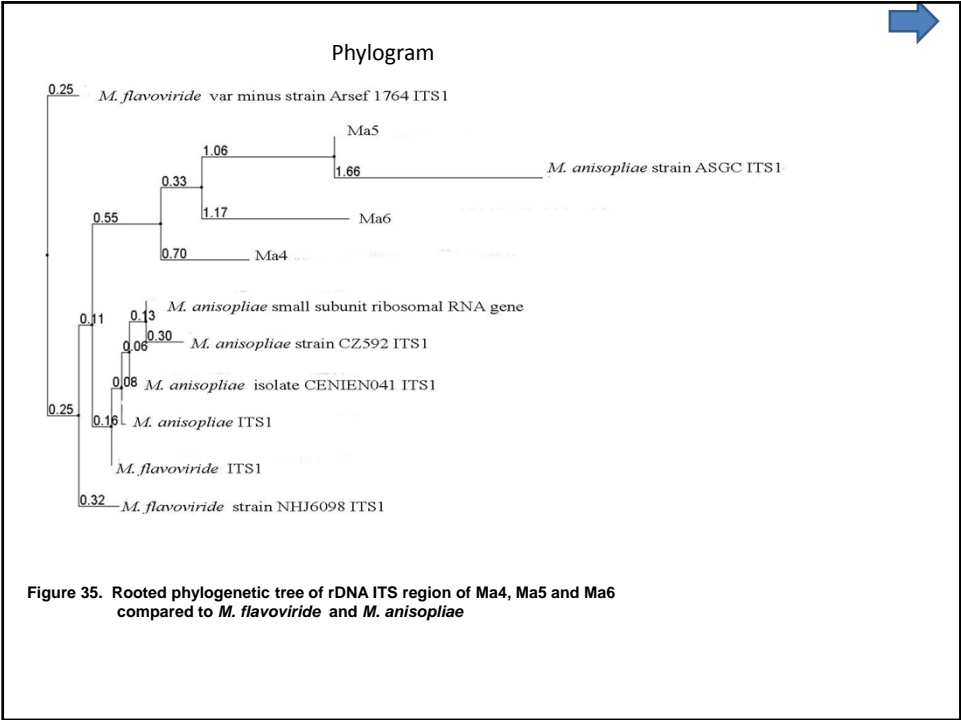 Phylogram
0.25 M. flavoviride var minus strain Arsef 1764 ITS1
Ma5
1.06
1.66 M. anisopliae strain ASGC ITS1
0.33
1.17 Ma6
0.55
0.70 Ma4
M. anisopliae small subunit ribosomal RNA gene
0.13
0.11
0.30 M. anisopliae strain CZ592 ITS1
0.06
0.08 M. anisopliae isolate CENIEN041 ITS1
0.25
0.16 M. anisopliae ITS1
M. flavoviride ITS1
0.32 M. flavoviride strain NHJ6098 ITS1
Figure 35. Rooted phylogenetic tree of rDNA ITS region of Ma4, Ma5 and Ma6
compared to M. flavoviride and M. anisopliae